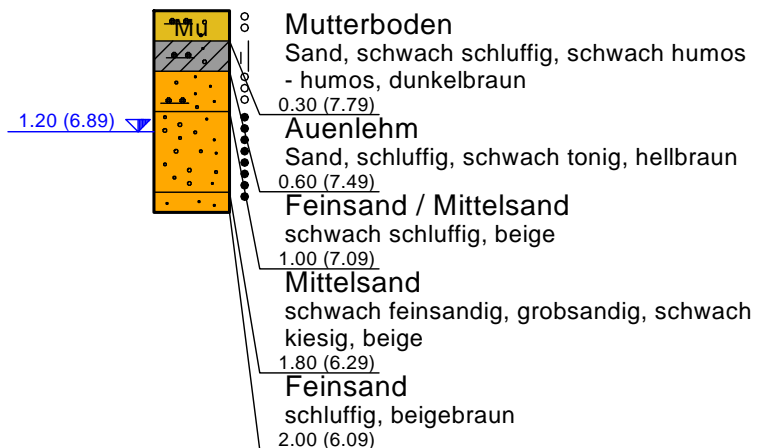 Mu
Mutterboden
Sand, schwach schluffig, schwach humos
- humos, dunkelbraun
0.30 (7.79)
1.20 (6.89)
Auenlehm
Sand, schluffig, schwach tonig, hellbraun
0.60 (7.49)
Feinsand / Mittelsand
schwach schluffig, beige
1.00 (7.09)
Mittelsand
schwach feinsandig, grobsandig, schwach
kiesig, beige
1.80 (6.29)
Feinsand
schluffig, beigebraun
2.00 (6.09)